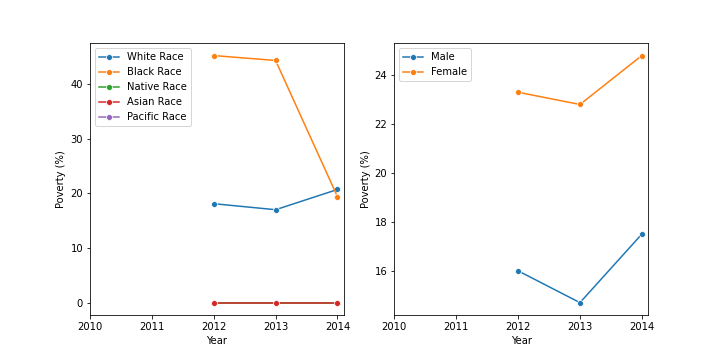 White Race
Black Race
Native Race
Asian Race
Pacific Race
Poverty (%)
40
30
20
10
0
2010 2011 2012 2013 2014
Year
Male
Female
Poverty (%)
24
22
20
18
16
2010 2011 2012 2013 2014
Year